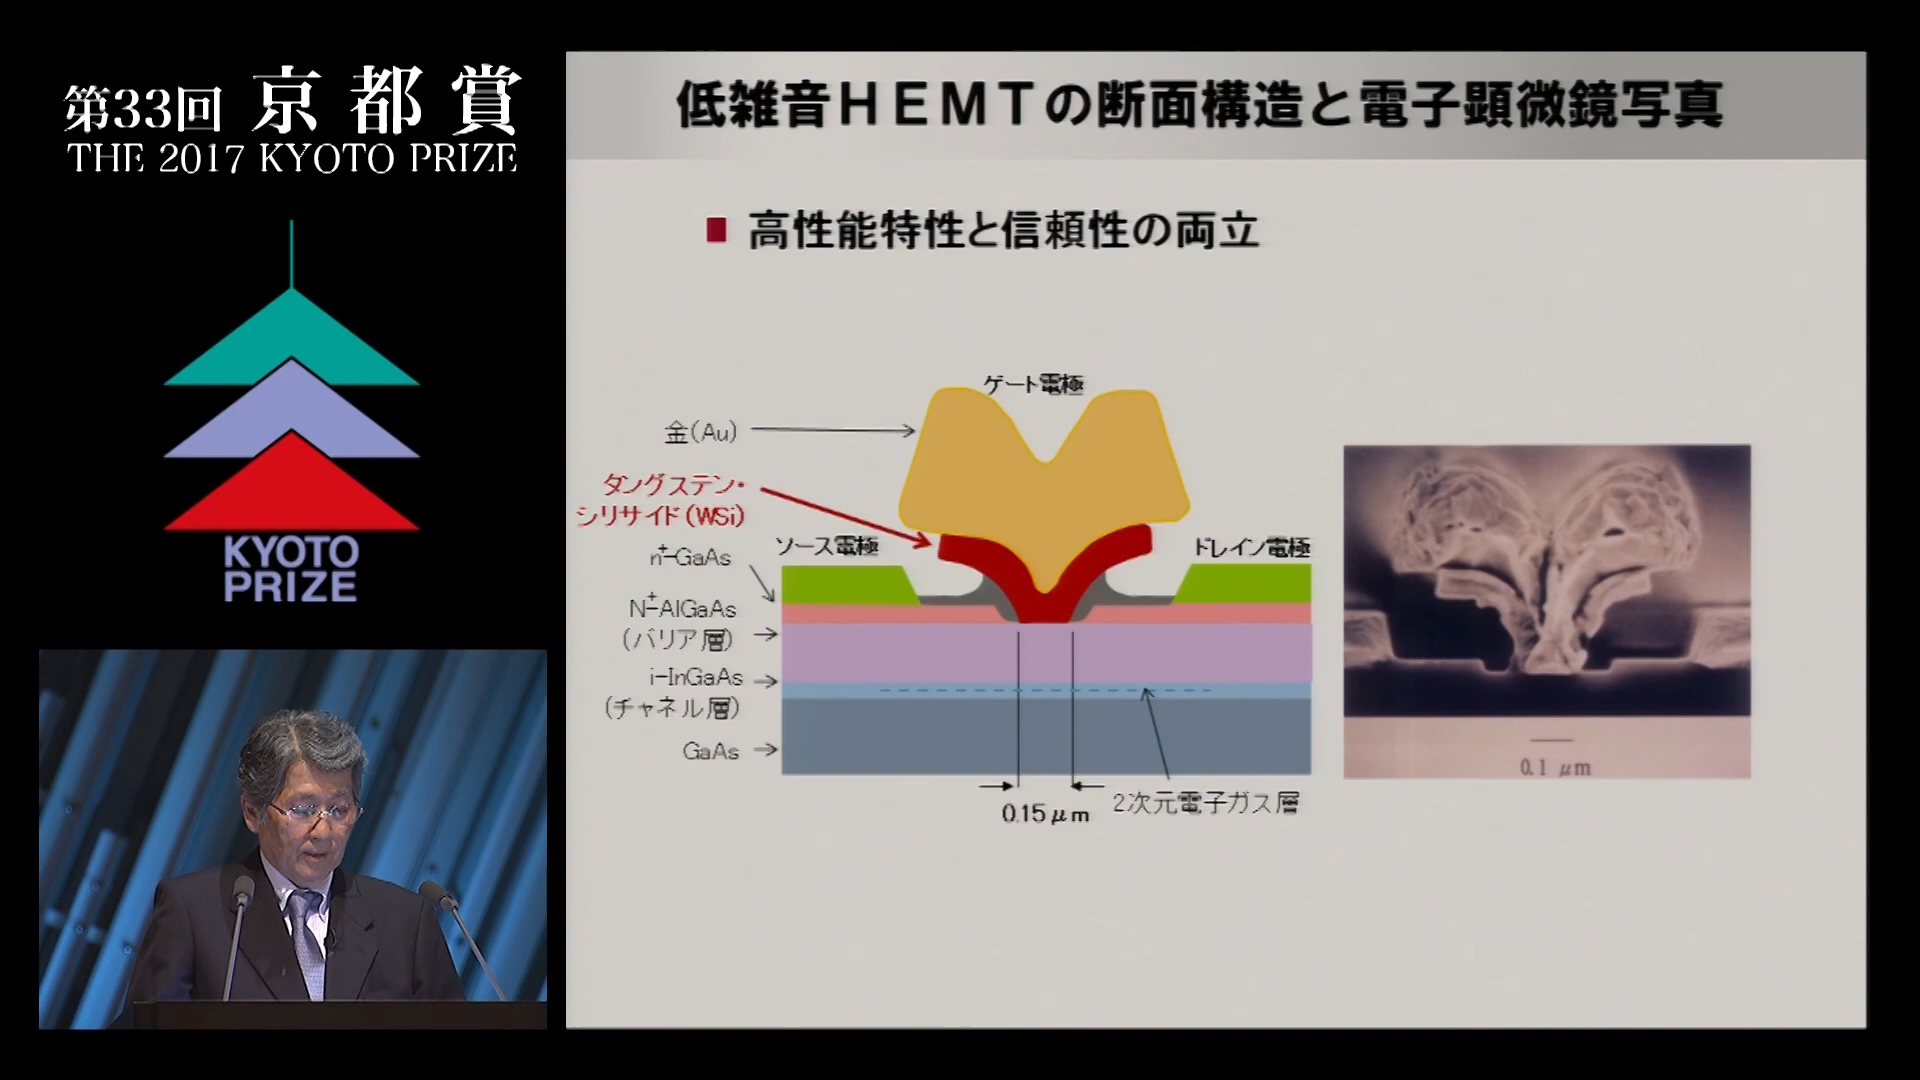 第33回 京都賞
THE 2017 KYOTO PRIZE
KYOTO
PRIZE
低雑音HEMTの断面構造と電子顕微鏡写真
高性能特性と信頼性の両立
ゲート電極
金(Au)
タングステン・
シリサイド(WSi)
ソース電極
ドレイン電極
n⁺-GaAs
N⁺-AlGaAs
(バリア層)
i-InGaAs
(チャネル層)
GaAs
0.15μm
2次元電子ガス層
0.1 μm